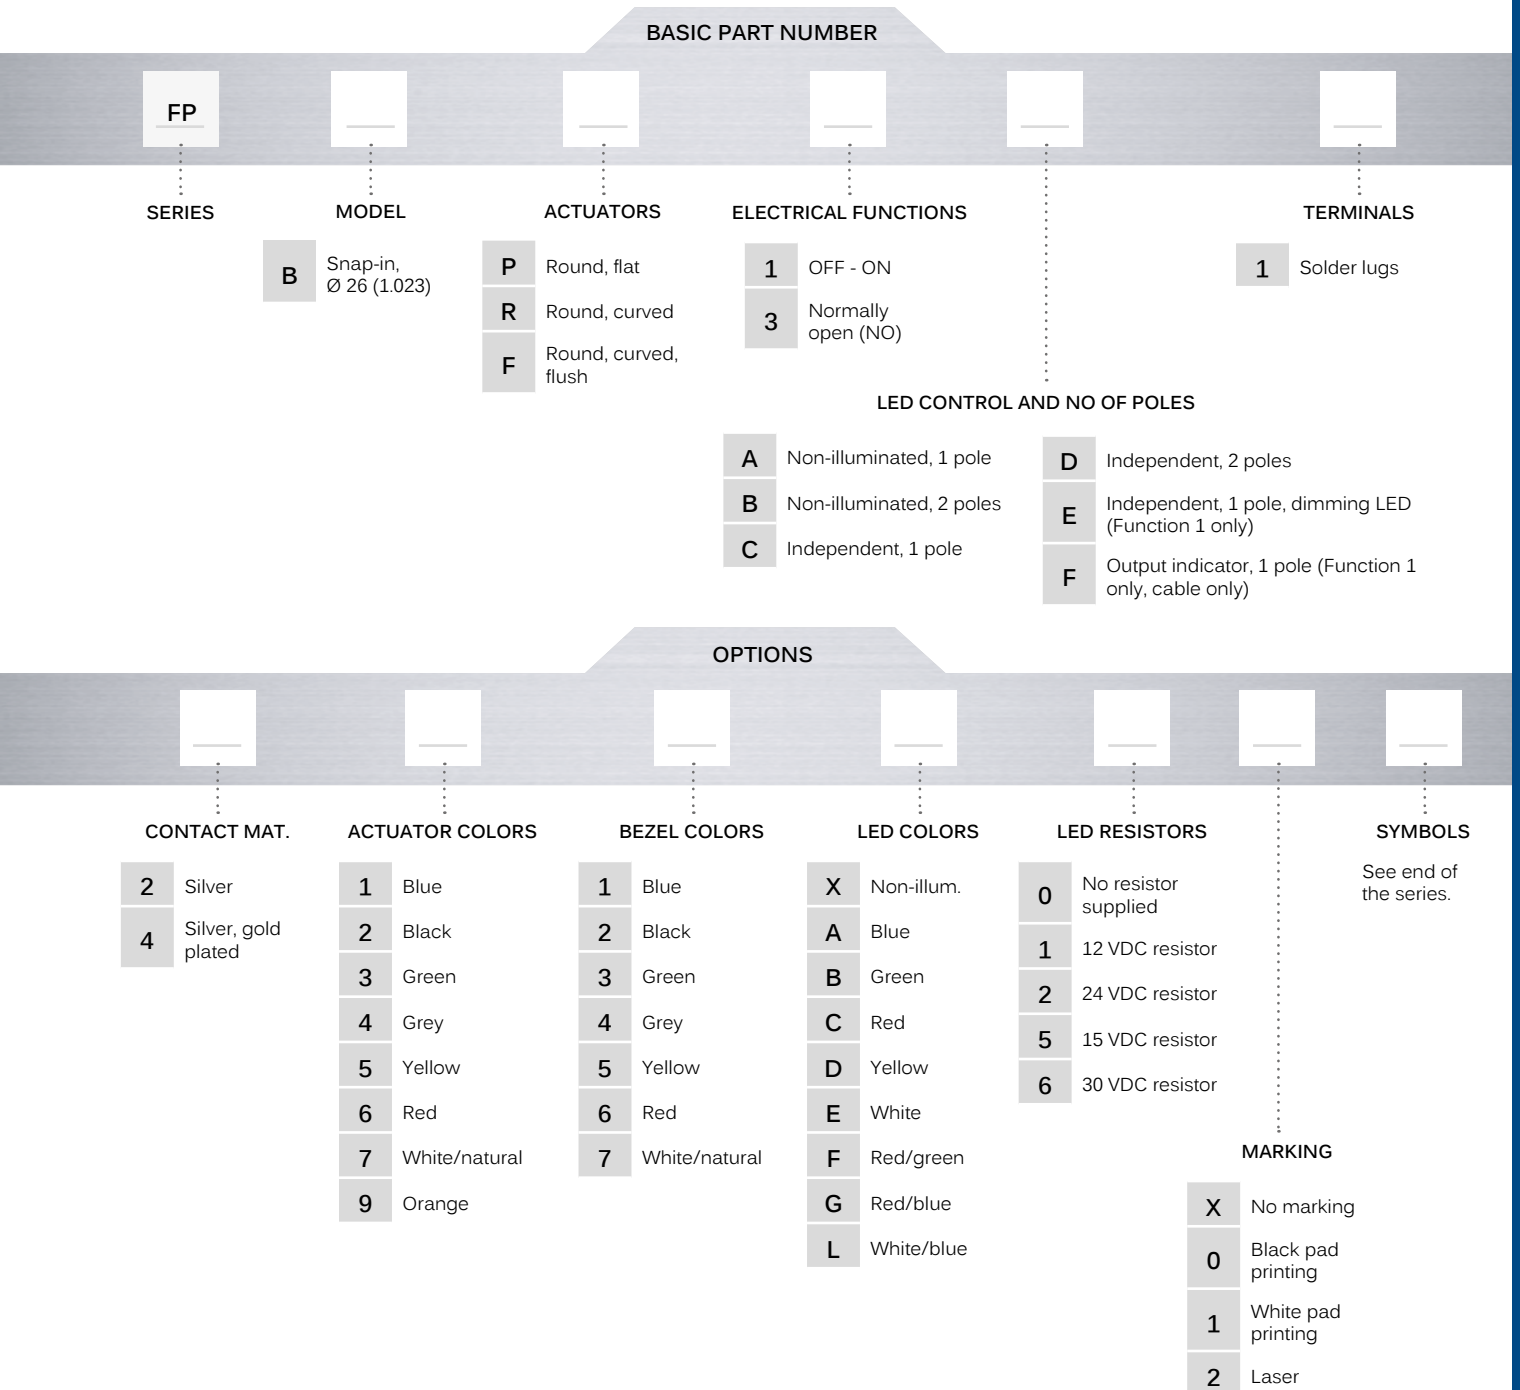 BASIC PART NUMBER
FP
SERIES
MODEL
B
Snap-in,
Ø 26 (1.023)
ACTUATORS
P Round, flat
R Round, curved
F
Round, curved,
flush
ELECTRICAL FUNCTIONS
1 OFF - ON
3
Normally
open (NO)
TERMINALS
1 Solder lugs
LED CONTROL AND NO OF POLES
A Non-illuminated, 1 pole
B Non-illuminated, 2 poles
C Independent, 1 pole
D Independent, 2 poles
E
Independent, 1 pole, dimming LED
(Function 1 only)
F
Output indicator, 1 pole (Function 1
only, cable only)
OPTIONS
CONTACT MAT.
2 Silver
4
Silver, gold
plated
ACTUATOR COLORS
1 Blue
2 Black
3 Green
4 Grey
5 Yellow
6 Red
7 White/natural
9 Orange
BEZEL COLORS
1 Blue
2 Black
3 Green
4 Grey
5 Yellow
6 Red
7 White/natural
LED COLORS
X Non-illum.
A Blue
B Green
C Red
D Yellow
E White
F Red/green
G Red/blue
L White/blue
LED RESISTORS
0
No resistor
supplied
1 12 VDC resistor
2 24 VDC resistor
5 15 VDC resistor
6 30 VDC resistor
MARKING
X No marking
0
Black pad
printing
1
White pad
printing
2 Laser
SYMBOLS
See end of
the series.